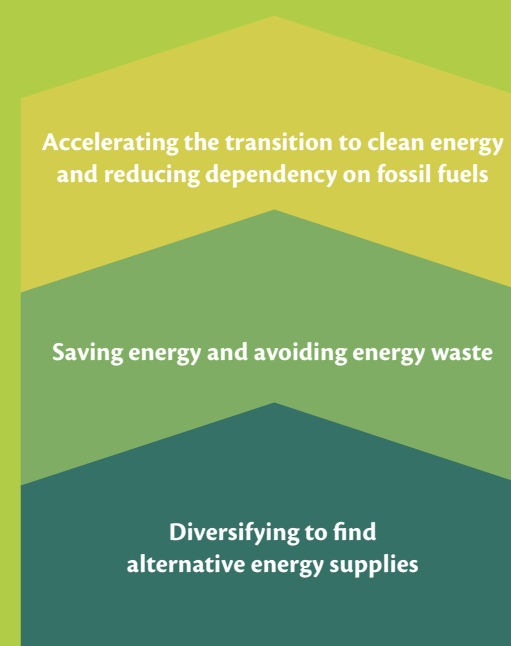 Accelerating the transition to clean energy
and reducing dependency on fossil fuels
Saving energy and avoiding energy waste
Diversifying to find
alternative energy supplies